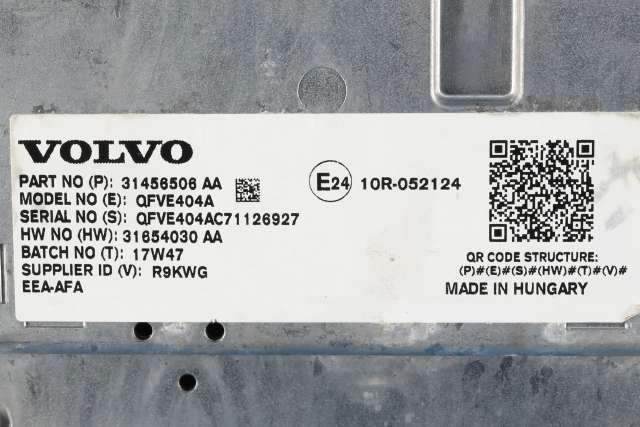 VOLVO
PART NO (P): 31456506 AA
MODEL NO (E): QFVE404A
SERIAL NO (S): QFVE404AC71126927
HW NO (HW): 31654030 AA
BATCH NO (T): 17W47
SUPPLIER ID (V): R9KWG
EEA-AFA
E24 10R-052124
QR CODE STRUCTURE:
(P)#(E)#(S)#(HW)#(T)#(V)#
MADE IN HUNGARY